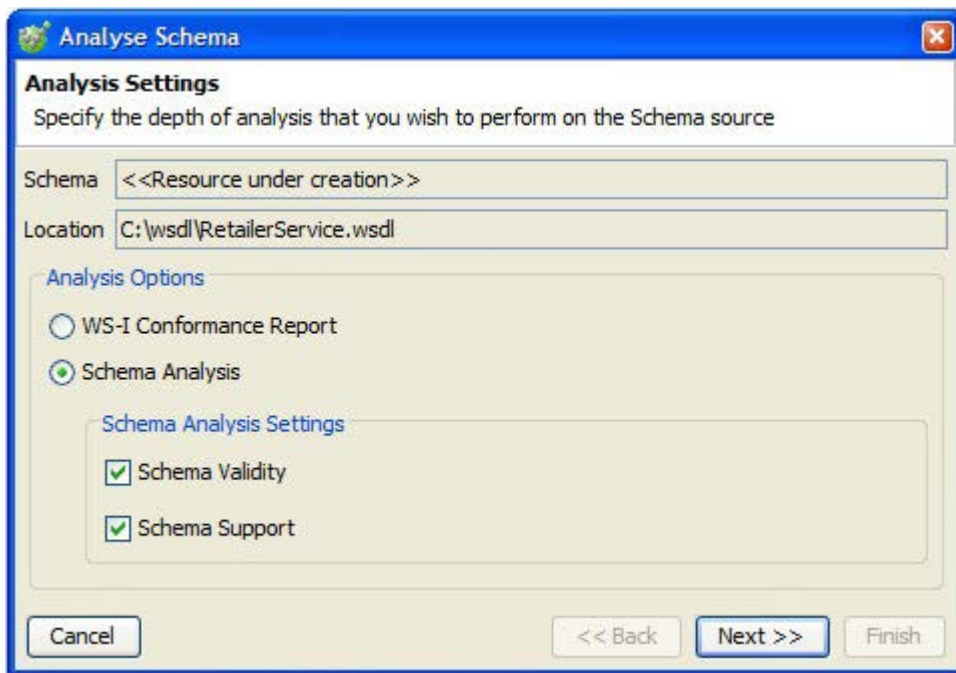 Analyse Schema
Analysis Settings
Specify the depth of analysis that you wish to perform on the Schema source
Schema <<Resource under creation>>
Location C:\wsdl\RetailerService.wsdl
Analysis Options
WS-I Conformance Report
Schema Analysis
Schema Analysis Settings
Schema Validity
Schema Support
Cancel << Back Next >> Finish